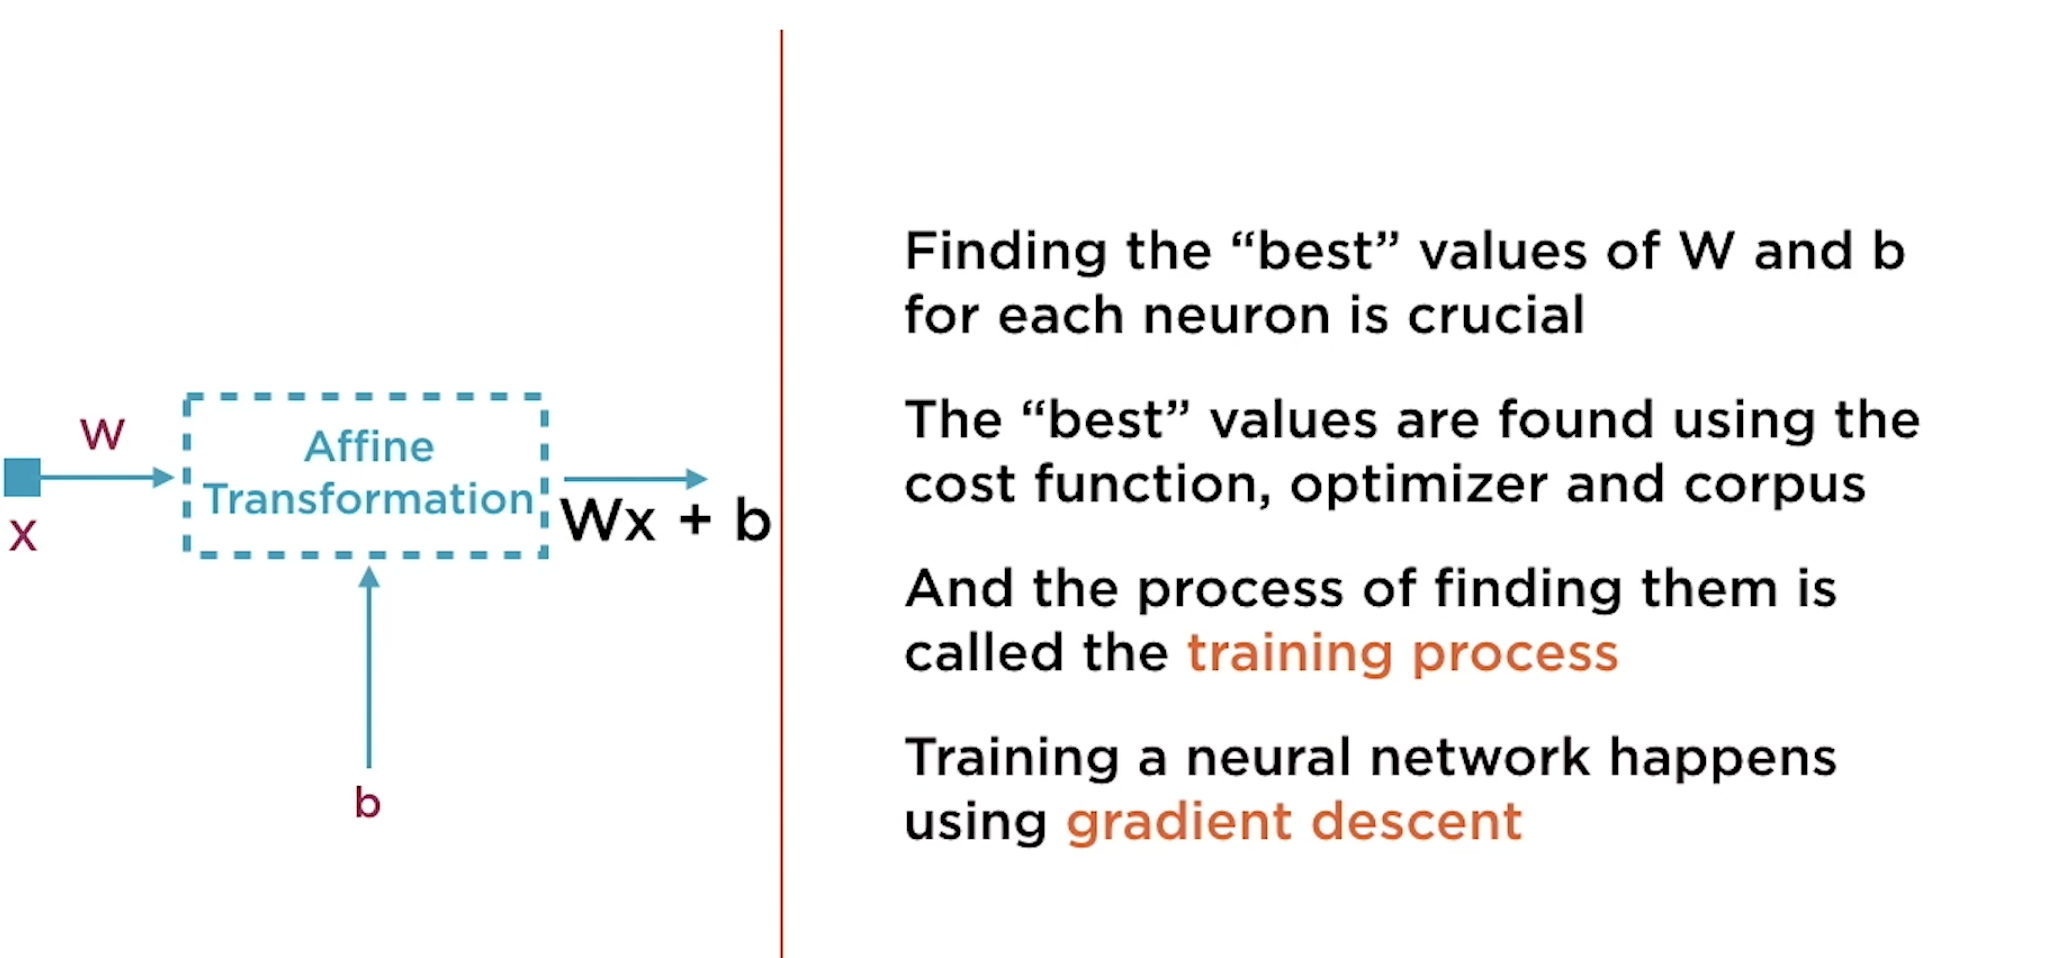 W
x
Affine
Transformation
Wx + b
b
Finding the “best” values of W and b
for each neuron is crucial
The “best” values are found using the
cost function, optimizer and corpus
And the process of finding them is
called the training process
Training a neural network happens
using gradient descent